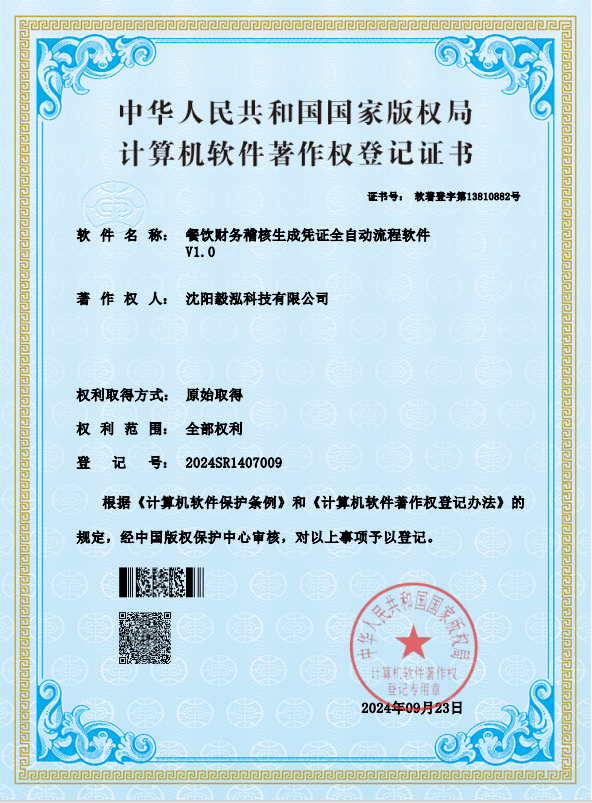 中华人民共和国国家版权局
计算机软件著作权登记证书
证书号： 软著登字第13810882号
软件名称： 餐饮财务稽核生成凭证全自动流程软件
V1.0
著作权人： 沈阳毅泓科技有限公司
权利取得方式： 原始取得
权利范围： 全部权利
登记号： 2024SR1407009
根据《计算机软件保护条例》和《计算机软件著作权登记办法》的
规定，经中国版权保护中心审核，对以上事项予以登记。
中华人民共和国国家版权局
计算机软件著作权
登记专用章
2024年09月23日